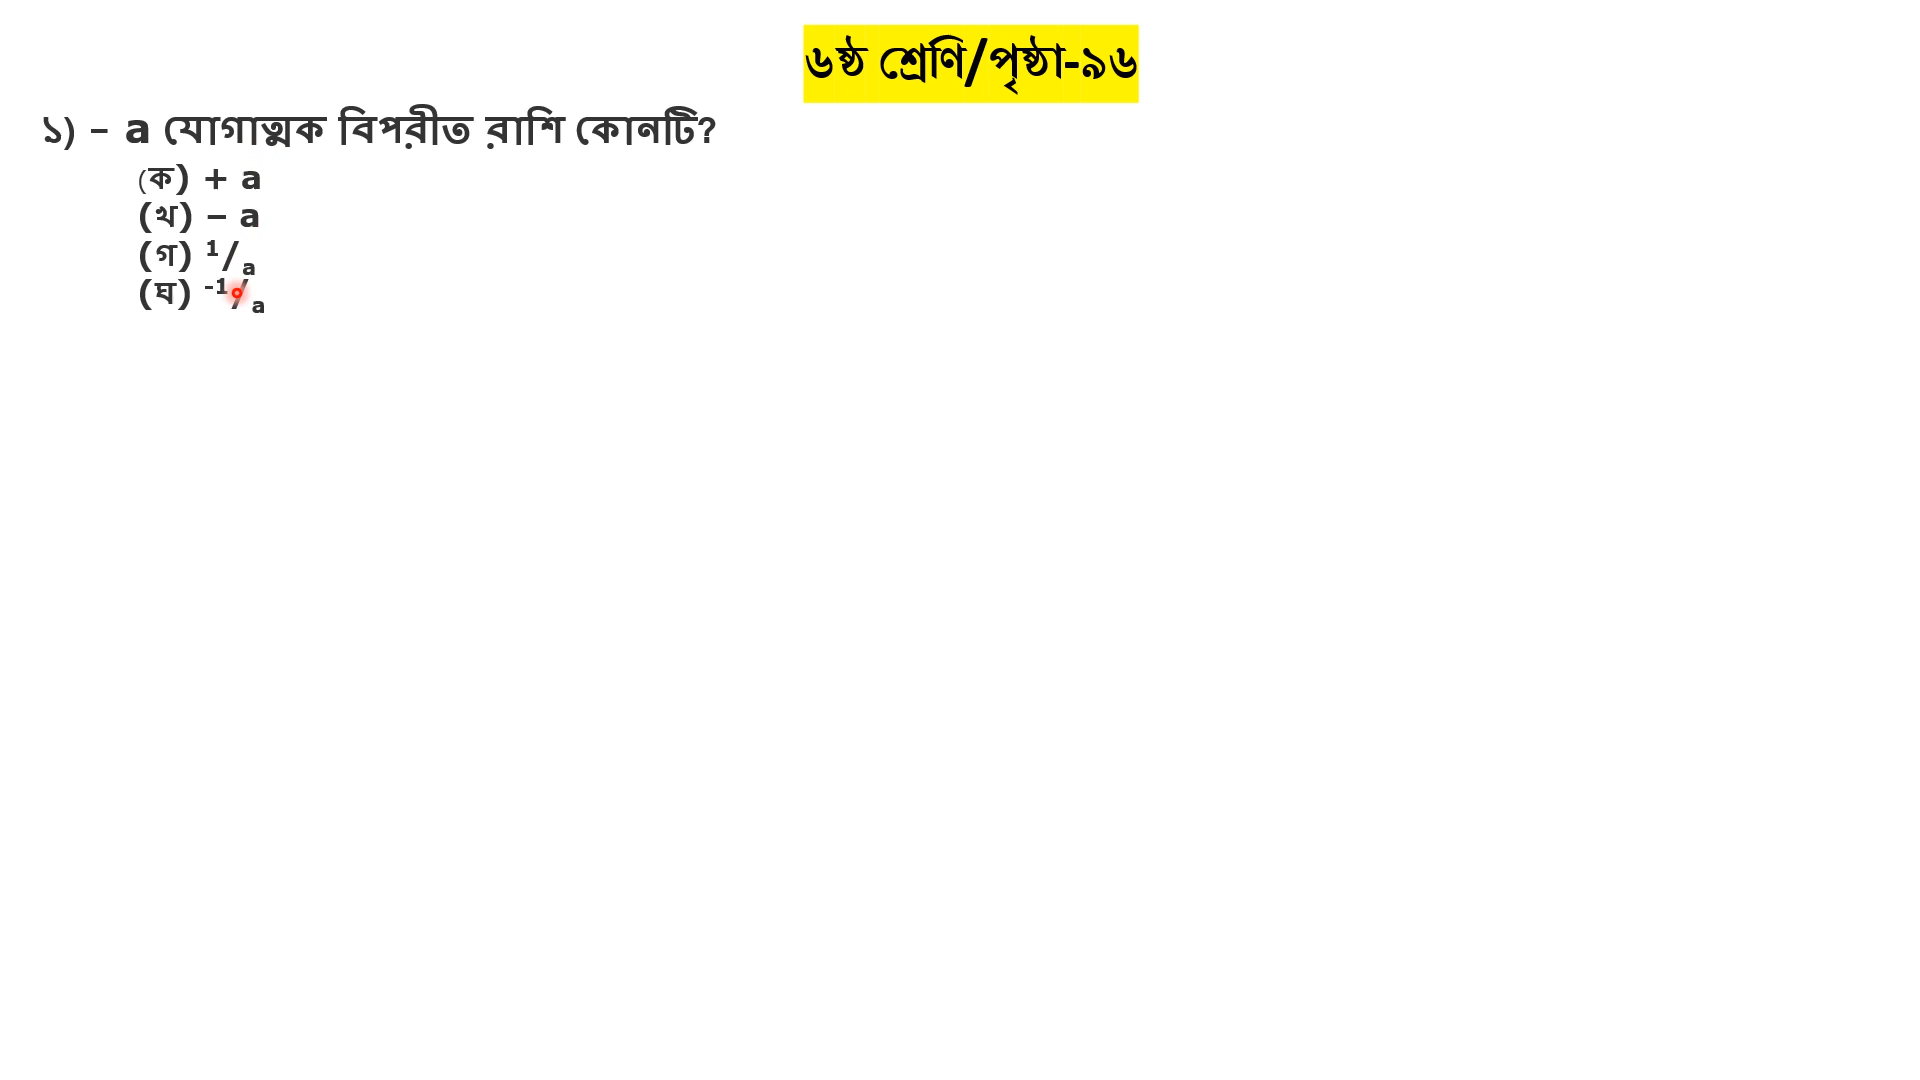 ৬ষ্ঠ শ্রেণি/পৃষ্ঠা-৯৬
১) – a যোগাত্মক বিপরীত রাশি কোনটি?
(ক) + a
(খ) – a
(গ) ¹/ₐ
(ঘ) ⁻¹/ₐ